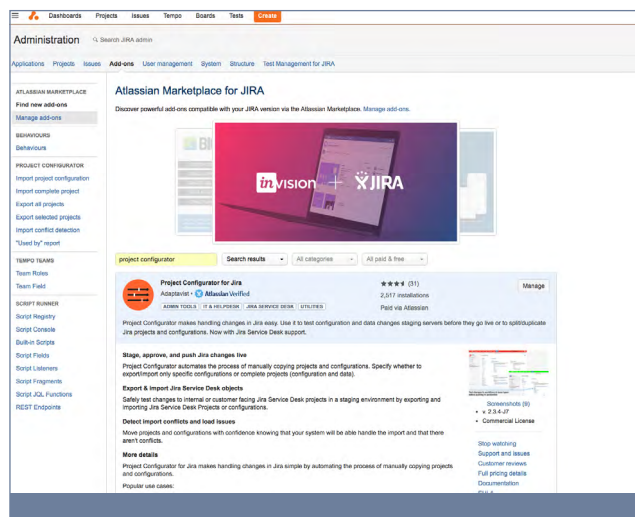 Dashboards Projects Issues Tempo Boards Tests Create
Administration Search JIRA admin
Applications Projects Issues Add-ons User management System Structure Test Management for JIRA
ATLASSIAN MARKETPLACE
Find new add-ons
Manage add-ons
BEHAVIOURS
Behaviours
PROJECT CONFIGURATOR
Import project configuration
Import complete project
Export all projects
Export selected projects
Import conflict detection
"Used by" report
TEMPO TEAMS
Team Roles
Team Field
SCRIPT RUNNER
Script Registry
Script Console
Built-in Scripts
Script Fields
Script Listeners
Script Fragments
Script JQL Functions
REST Endpoints
Atlassian Marketplace for JIRA
Discover powerful add-ons compatible with your JIRA version via the Atlassian Marketplace. Manage add-ons.
invision + JIRA
project configurator Search results All categories All paid & free
Project Configurator for Jira
Adaptavist • Atlassian Verified
ADMIN TOOLS IT & HELPDESK JIRA SERVICE DESK UTILITIES
(31)
2,517 installations
Paid via Atlassian
Manage
Project Configurator makes handling changes in Jira easy. Use it to test configuration and data changes staging servers before they go live or to split/duplicate
Jira projects and configurations. Now with Jira Service Desk support.
Stage, approve, and push Jira changes live
Project Configurator automates the process of manually copying projects and configurations. Specify whether to
export/import only specific configurations or complete projects (configuration and data).
Export & import Jira Service Desk objects
Safely test changes to internal or customer facing Jira Service Desk projects in a staging environment by exporting and
importing Jira Service Desk Projects or configurations.
Detect import conflicts and load issues
Move projects and configurations with confidence knowing that your system will be able handle the import and that there
aren't conflicts.
More details
Project Configurator for Jira makes handling changes in Jira simple by automating the process of manually copying projects
and configurations.
Popular use cases:
Screenshots (9)
• v 2.3.4-J7
• Commercial License
Stop watching
Support and issues
Customer reviews
Full pricing details
Documentation